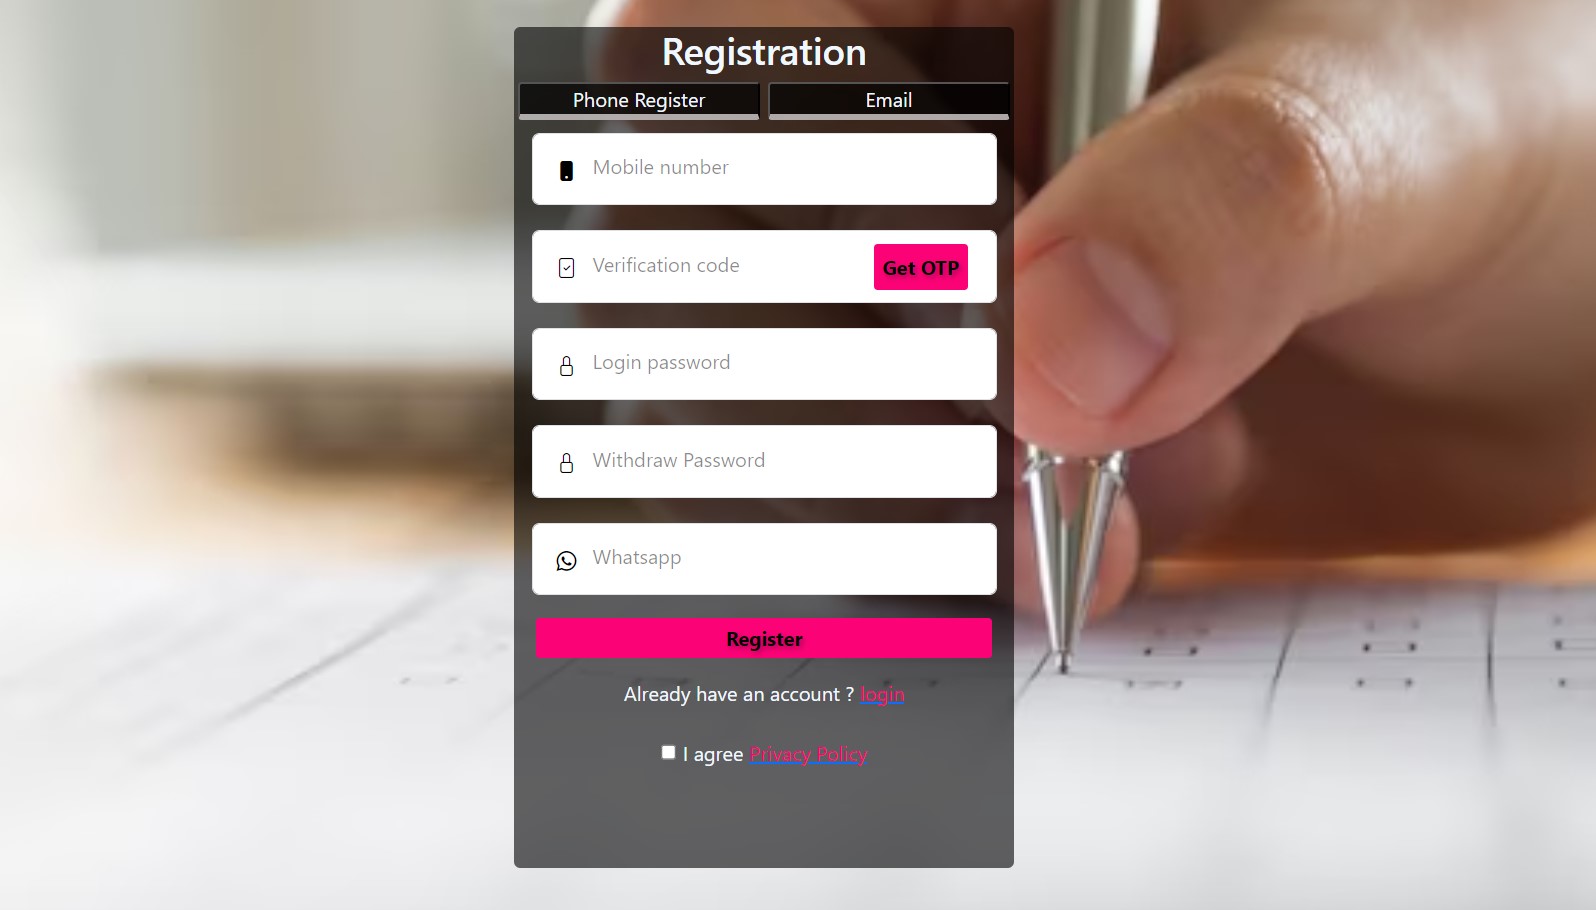 Registration
Phone Register Email
Mobile number
Verification code Get OTP
Login password
Withdraw Password
Whatsapp
Register
Already have an account ? login
I agree Privacy Policy